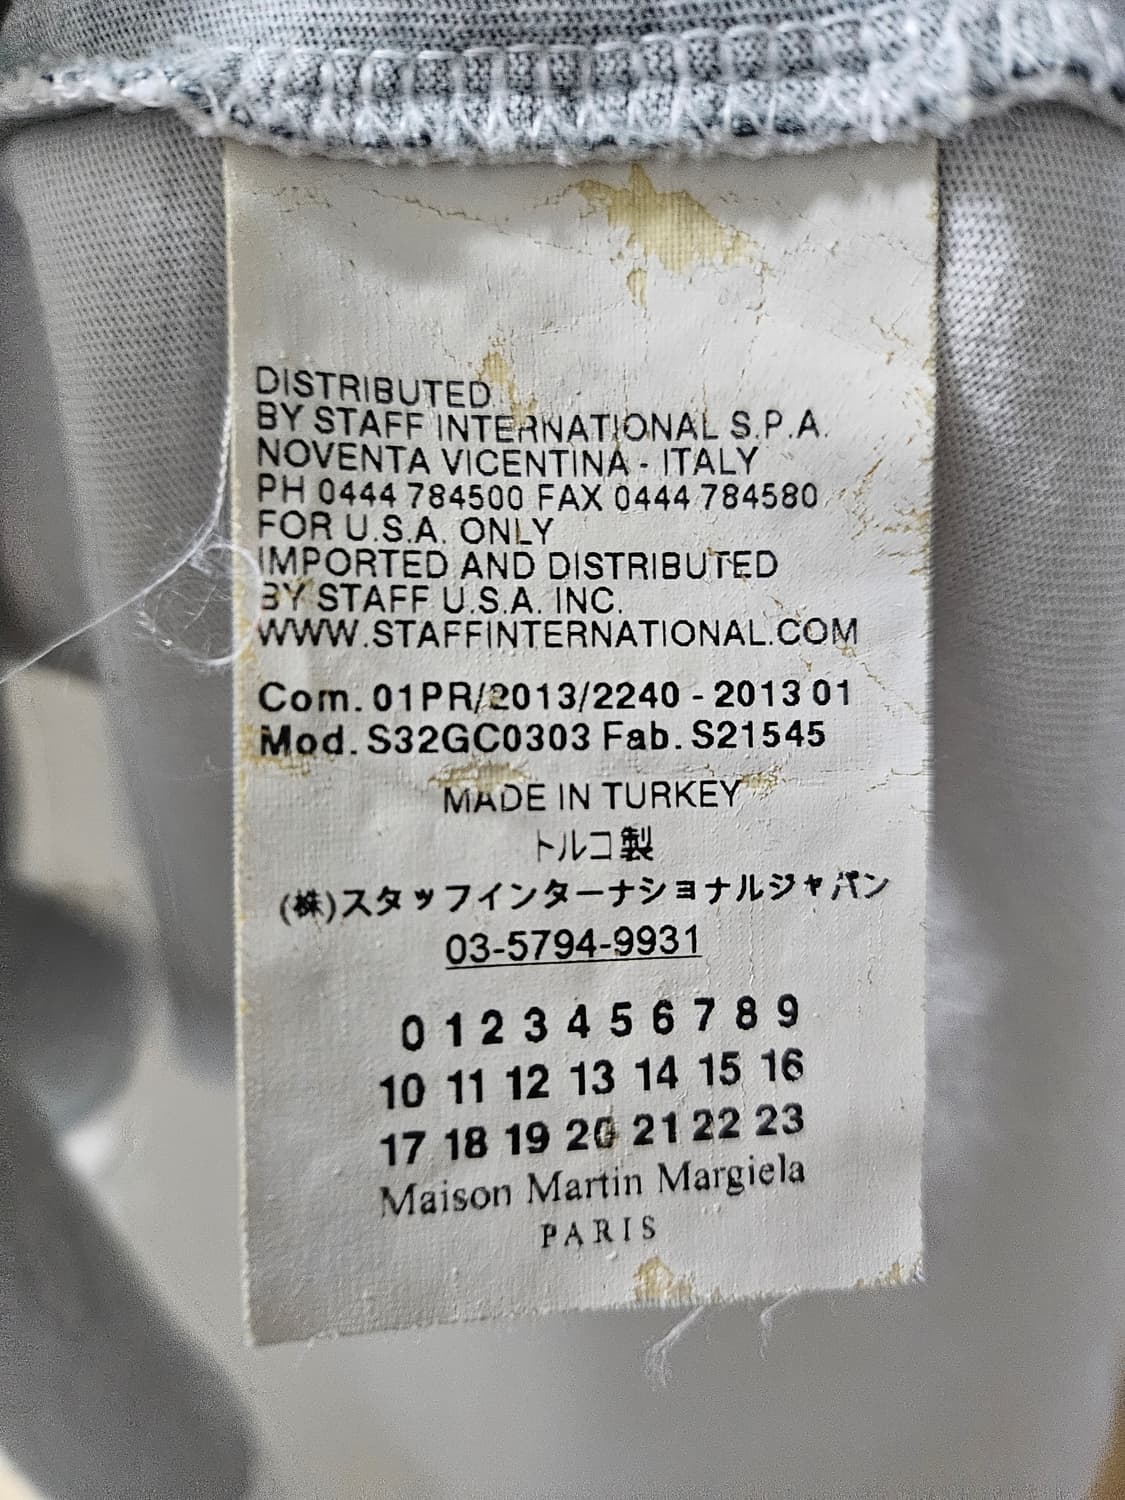 DISTRIBUTED
BY STAFF INTERNATIONAL S.P.A.
NOVENTA VICENTINA - ITALY
PH 0444 784500 FAX 0444 784580
FOR U.S.A. ONLY
IMPORTED AND DISTRIBUTED
BY STAFF U.S.A. INC.
WWW.STAFFINTERNATIONAL.COM
Com. 01PR/2013/2240 - 2013 01
Mod. S32GC0303 Fab. S21545
MADE IN TURKEY
トルコ製
(株)スタッフインターナショナルジャパン
03-5794-9931
0 1 2 3 4 5 6 7 8 9
10 11 12 13 14 15 16
17 18 19 20 21 22 23
Maison Martin Margiela
PARIS